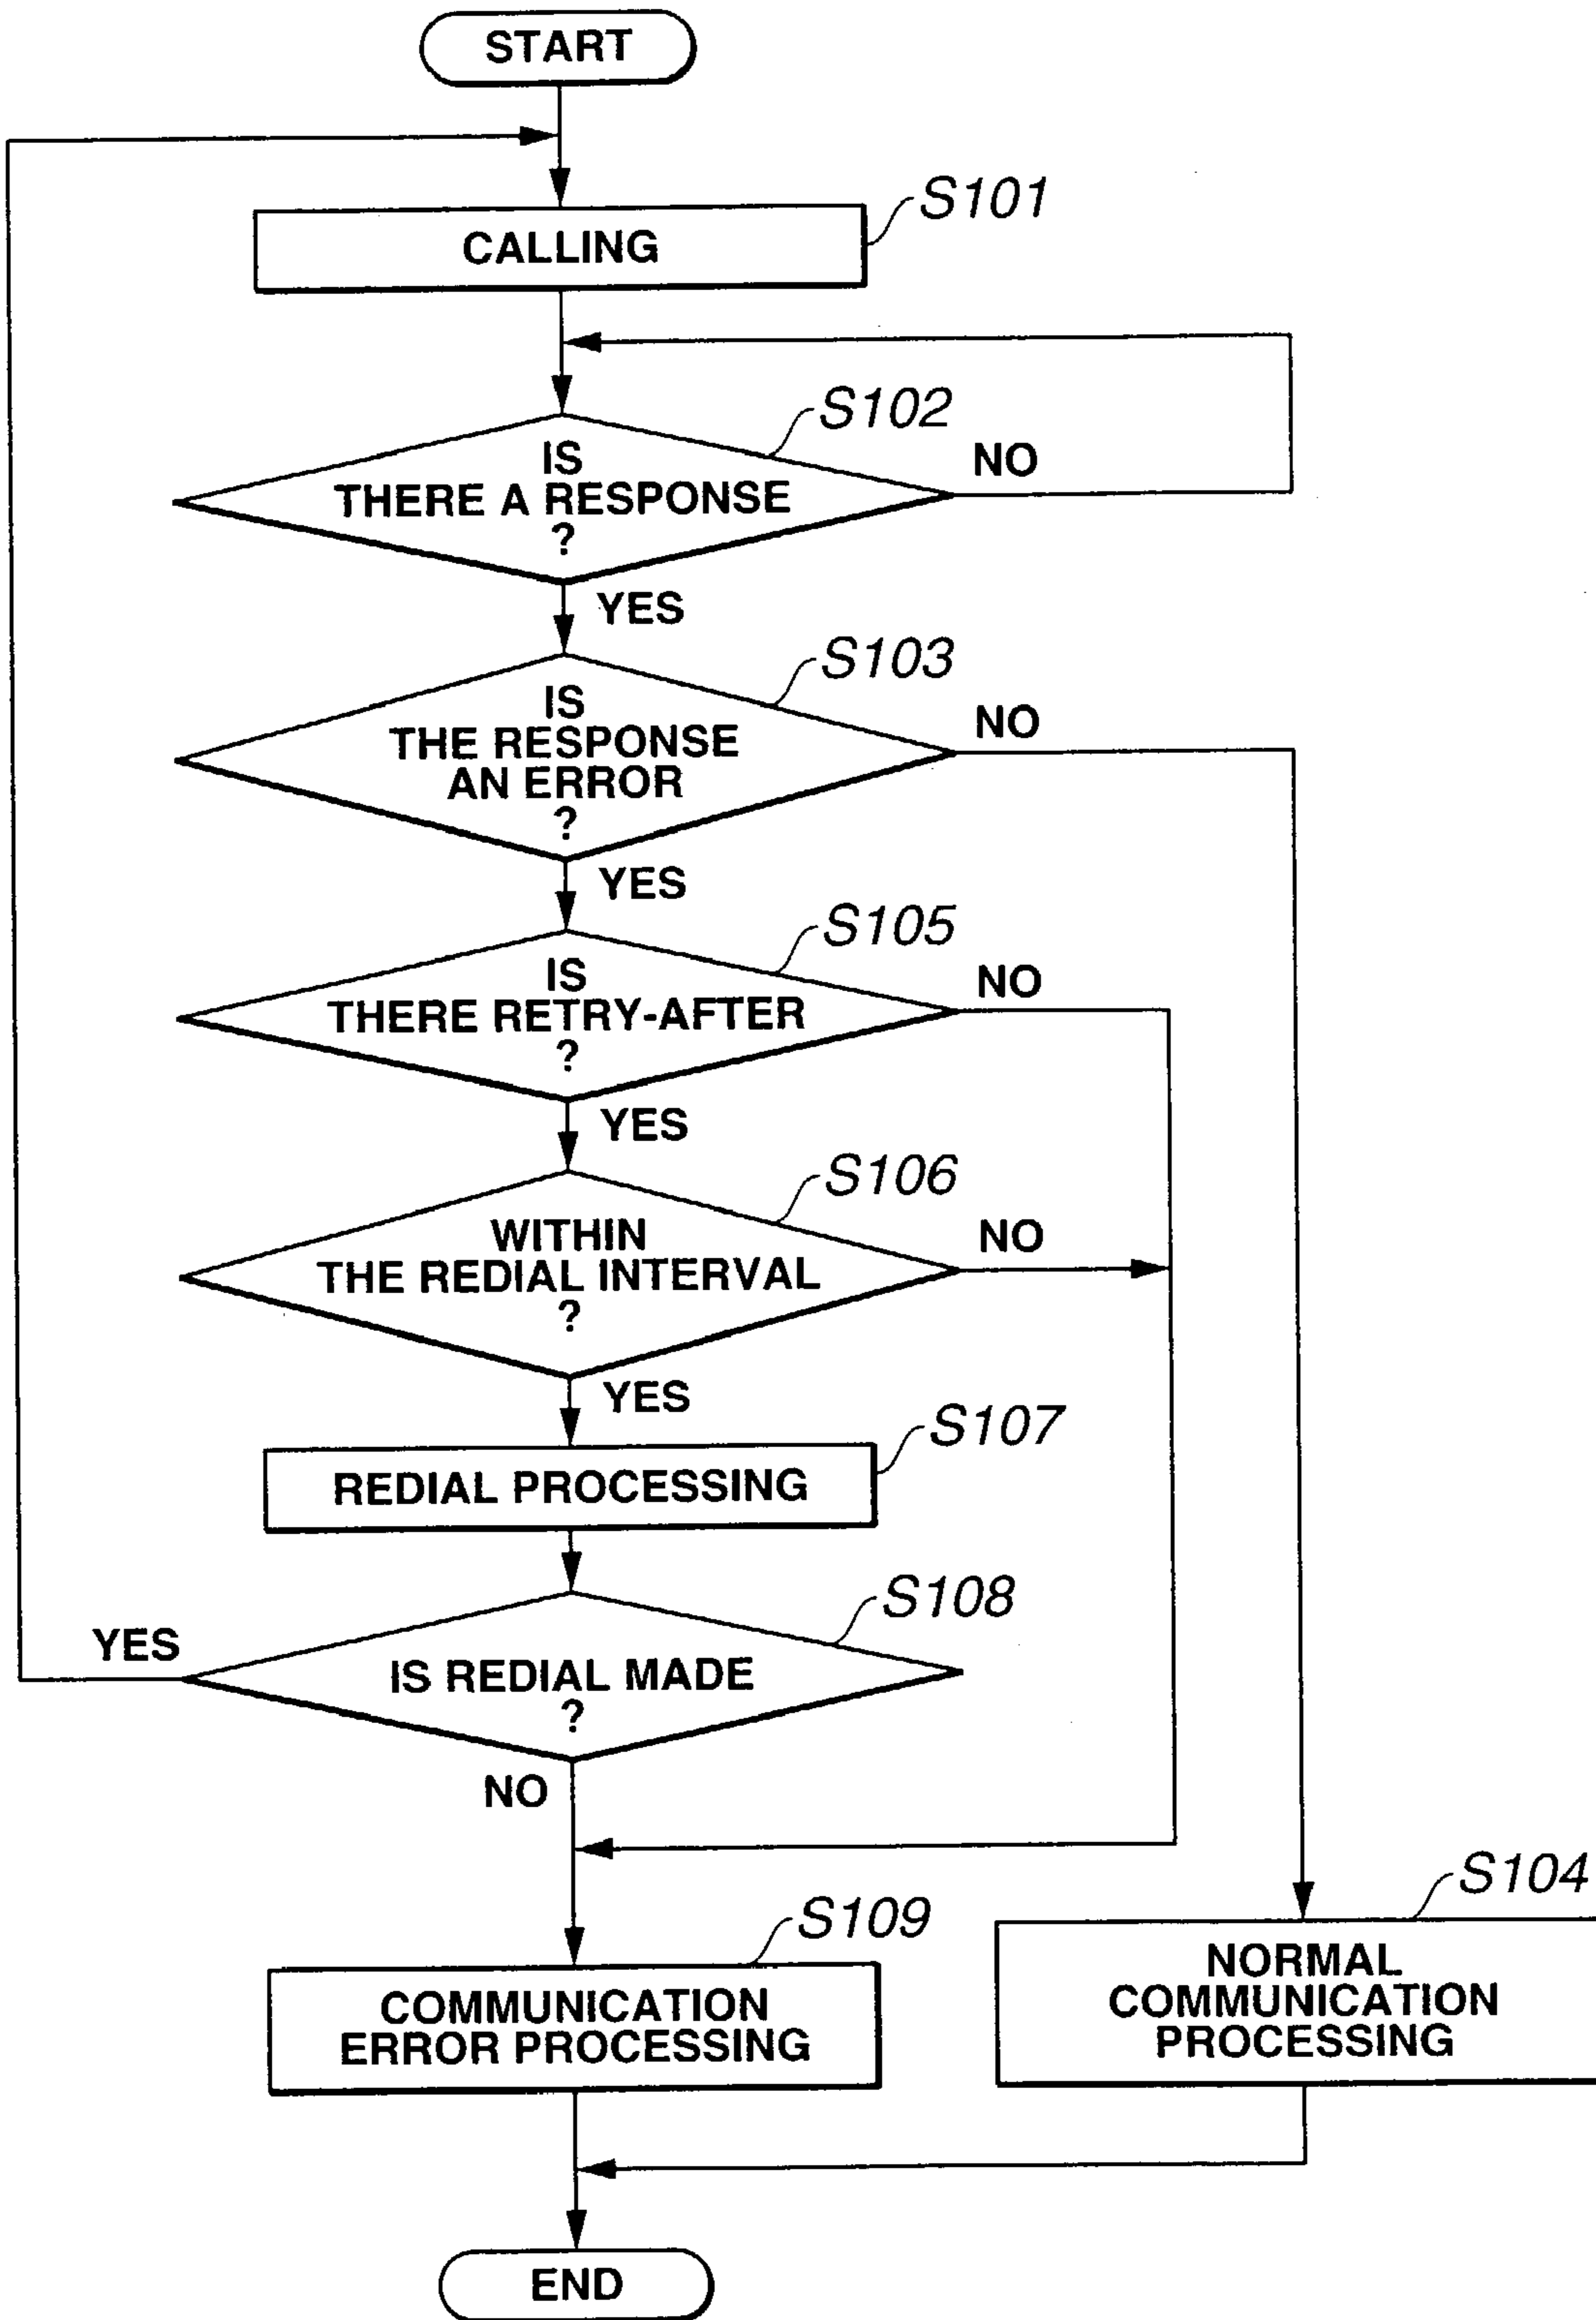 START
S101
CALLING
S102
IS
THERE A RESPONSE
?
NO
YES
S103
IS
THE RESPONSE
AN ERROR
?
NO
YES
S105
IS
THERE RETRY-AFTER
?
NO
YES
S106
WITHIN
THE REDIAL INTERVAL
?
NO
YES
S107
REDIAL PROCESSING
S108
YES
IS REDIAL MADE
?
NO
S109
COMMUNICATION
ERROR PROCESSING
S104
NORMAL
COMMUNICATION
PROCESSING
END